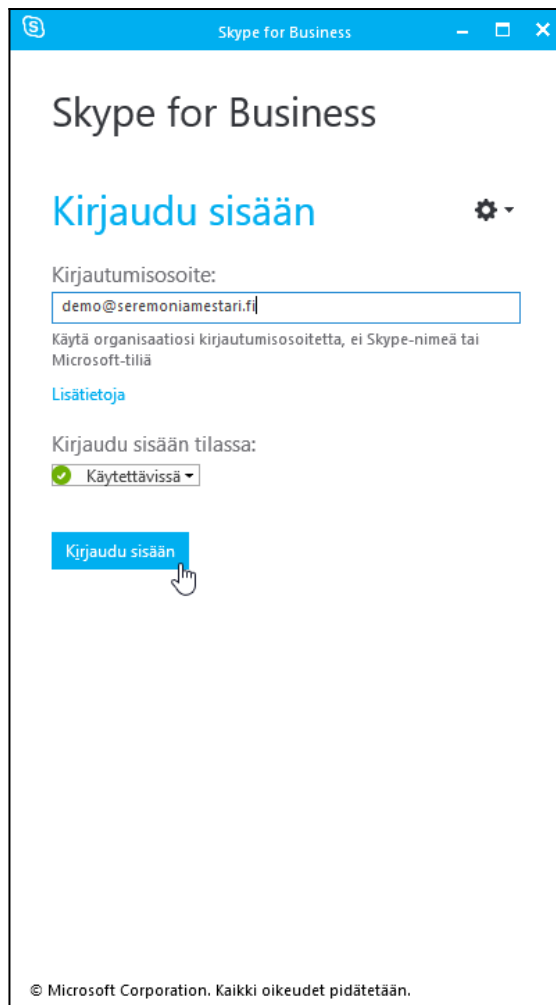 Skype for Business
Skype for Business
Kirjaudu sisään
Kirjautumisosoite:
demo@seremoniamestari.fi
Käytä organisaatiosi kirjautumisosoitetta, ei Skype-nimeä tai
Microsoft-tiliä
Lisätietoja
Kirjaudu sisään tilassa:
Käytettävissä
Kirjaudu sisään
© Microsoft Corporation. Kaikki oikeudet pidätetään.